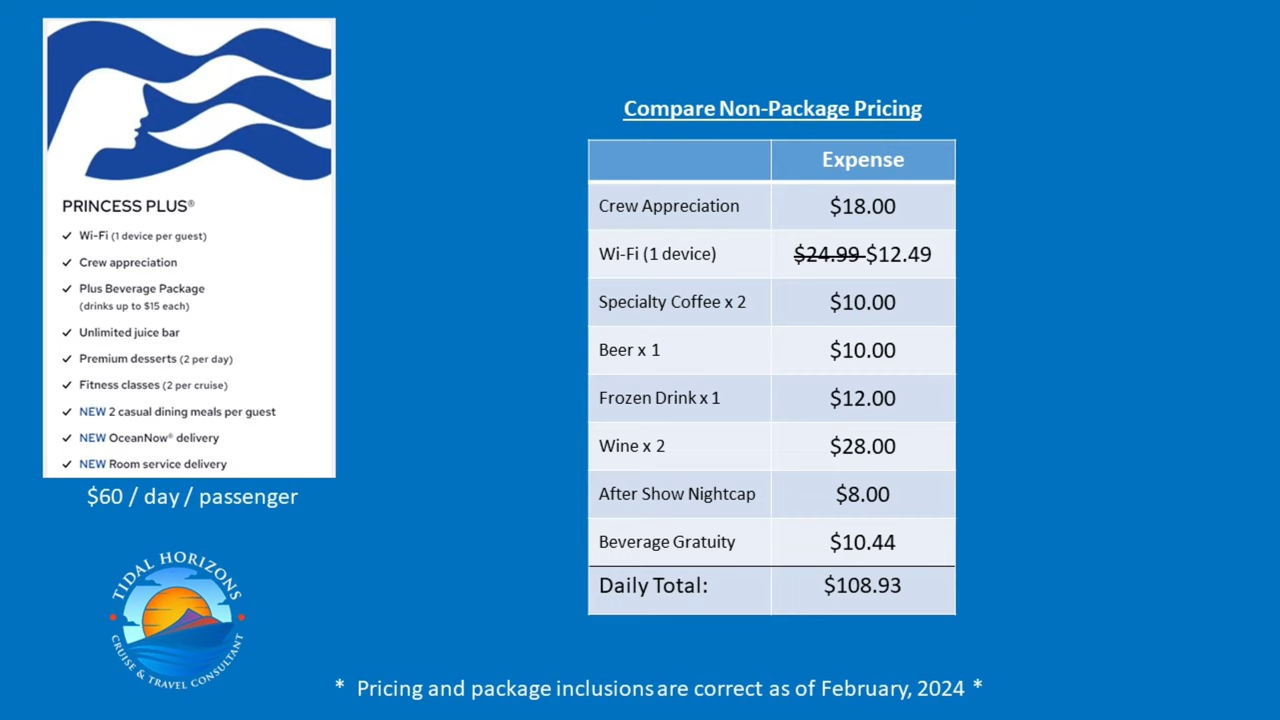 PRINCESS PLUS®
✓ Wi-Fi (1 device per guest)
✓ Crew appreciation
✓ Plus Beverage Package
(drinks up to $15 each)
✓ Unlimited juice bar
✓ Premium desserts (2 per day)
✓ Fitness classes (2 per cruise)
✓ NEW 2 casual dining meals per guest
✓ NEW OceanNow® delivery
✓ NEW Room service delivery
$60 / day / passenger
TIDAL HORIZONS
CRUISE & TRAVEL CONSULTANT
Compare Non-Package Pricing
Expense
Crew Appreciation $18.00
Wi-Fi (1 device) $24.99 $12.49
Specialty Coffee x 2 $10.00
Beer x 1 $10.00
Frozen Drink x 1 $12.00
Wine x 2 $28.00
After Show Nightcap $8.00
Beverage Gratuity $10.44
Daily Total: $108.93
* Pricing and package inclusions are correct as of February, 2024 *